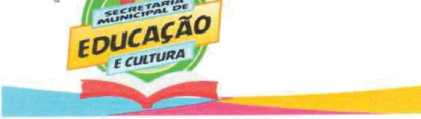 SECRETARIA
MUNICIPAL DE
EDUCAÇÃO
E CULTURA